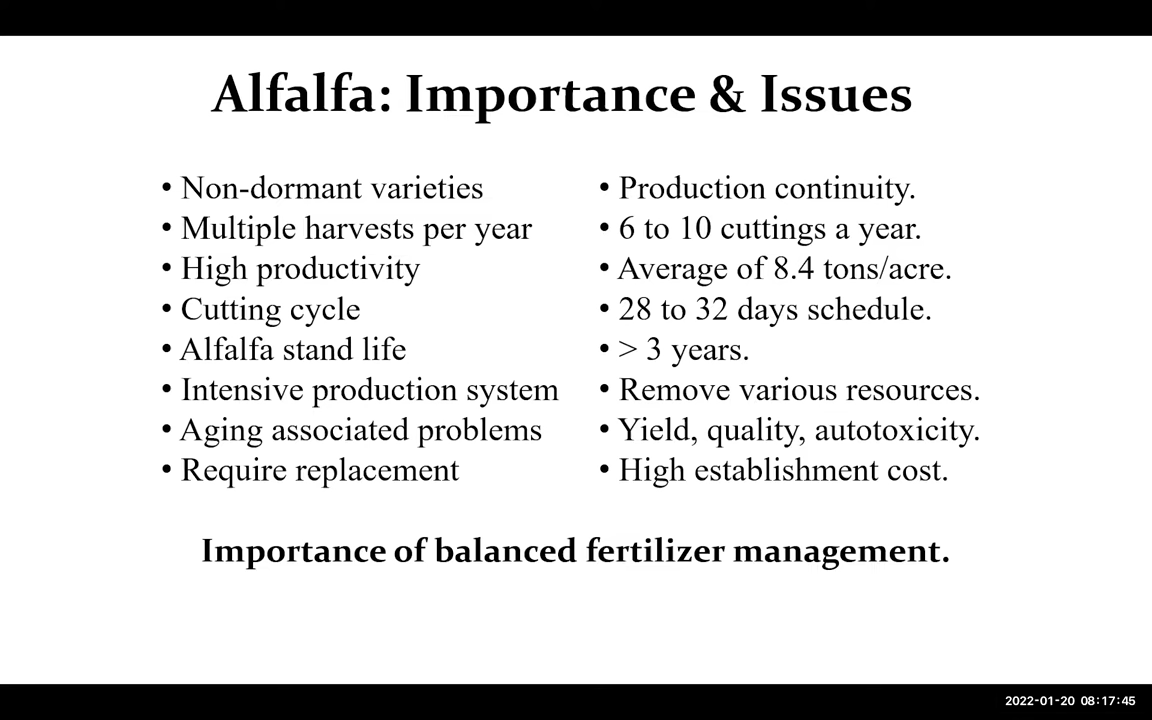 Alfalfa: Importance & Issues
• Non-dormant varieties
• Multiple harvests per year
• High productivity
• Cutting cycle
• Alfalfa stand life
• Intensive production system
• Aging associated problems
• Require replacement
• Production continuity.
• 6 to 10 cuttings a year.
• Average of 8.4 tons/acre.
• 28 to 32 days schedule.
• > 3 years.
• Remove various resources.
• Yield, quality, autotoxicity.
• High establishment cost.
Importance of balanced fertilizer management.
2022-01-20 08:17:45